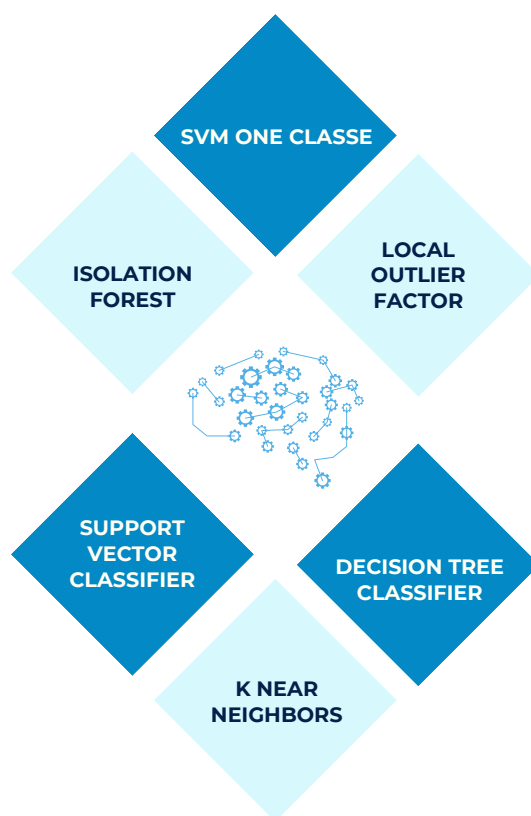 SVM ONE CLASSE
ISOLATION
FOREST
LOCAL
OUTLIER
FACTOR
SUPPORT
VECTOR
CLASSIFIER
DECISION TREE
CLASSIFIER
K NEAR
NEIGHBORS